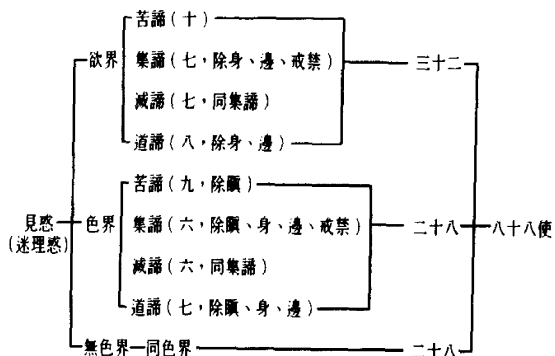 苦諦（十）
欲界 集諦（七，除身、邊、戒禁） 三十二
滅諦（七，同集諦）
道諦（八，除身、邊）
苦諦（九，除瞋）
見惑 色界 集諦（六，除瞋、身、邊、戒禁） 二十八 八十八使
（迷理惑）
滅諦（六，同集諦）
道諦（七，除瞋、身、邊）
無色界 同色界 二十八